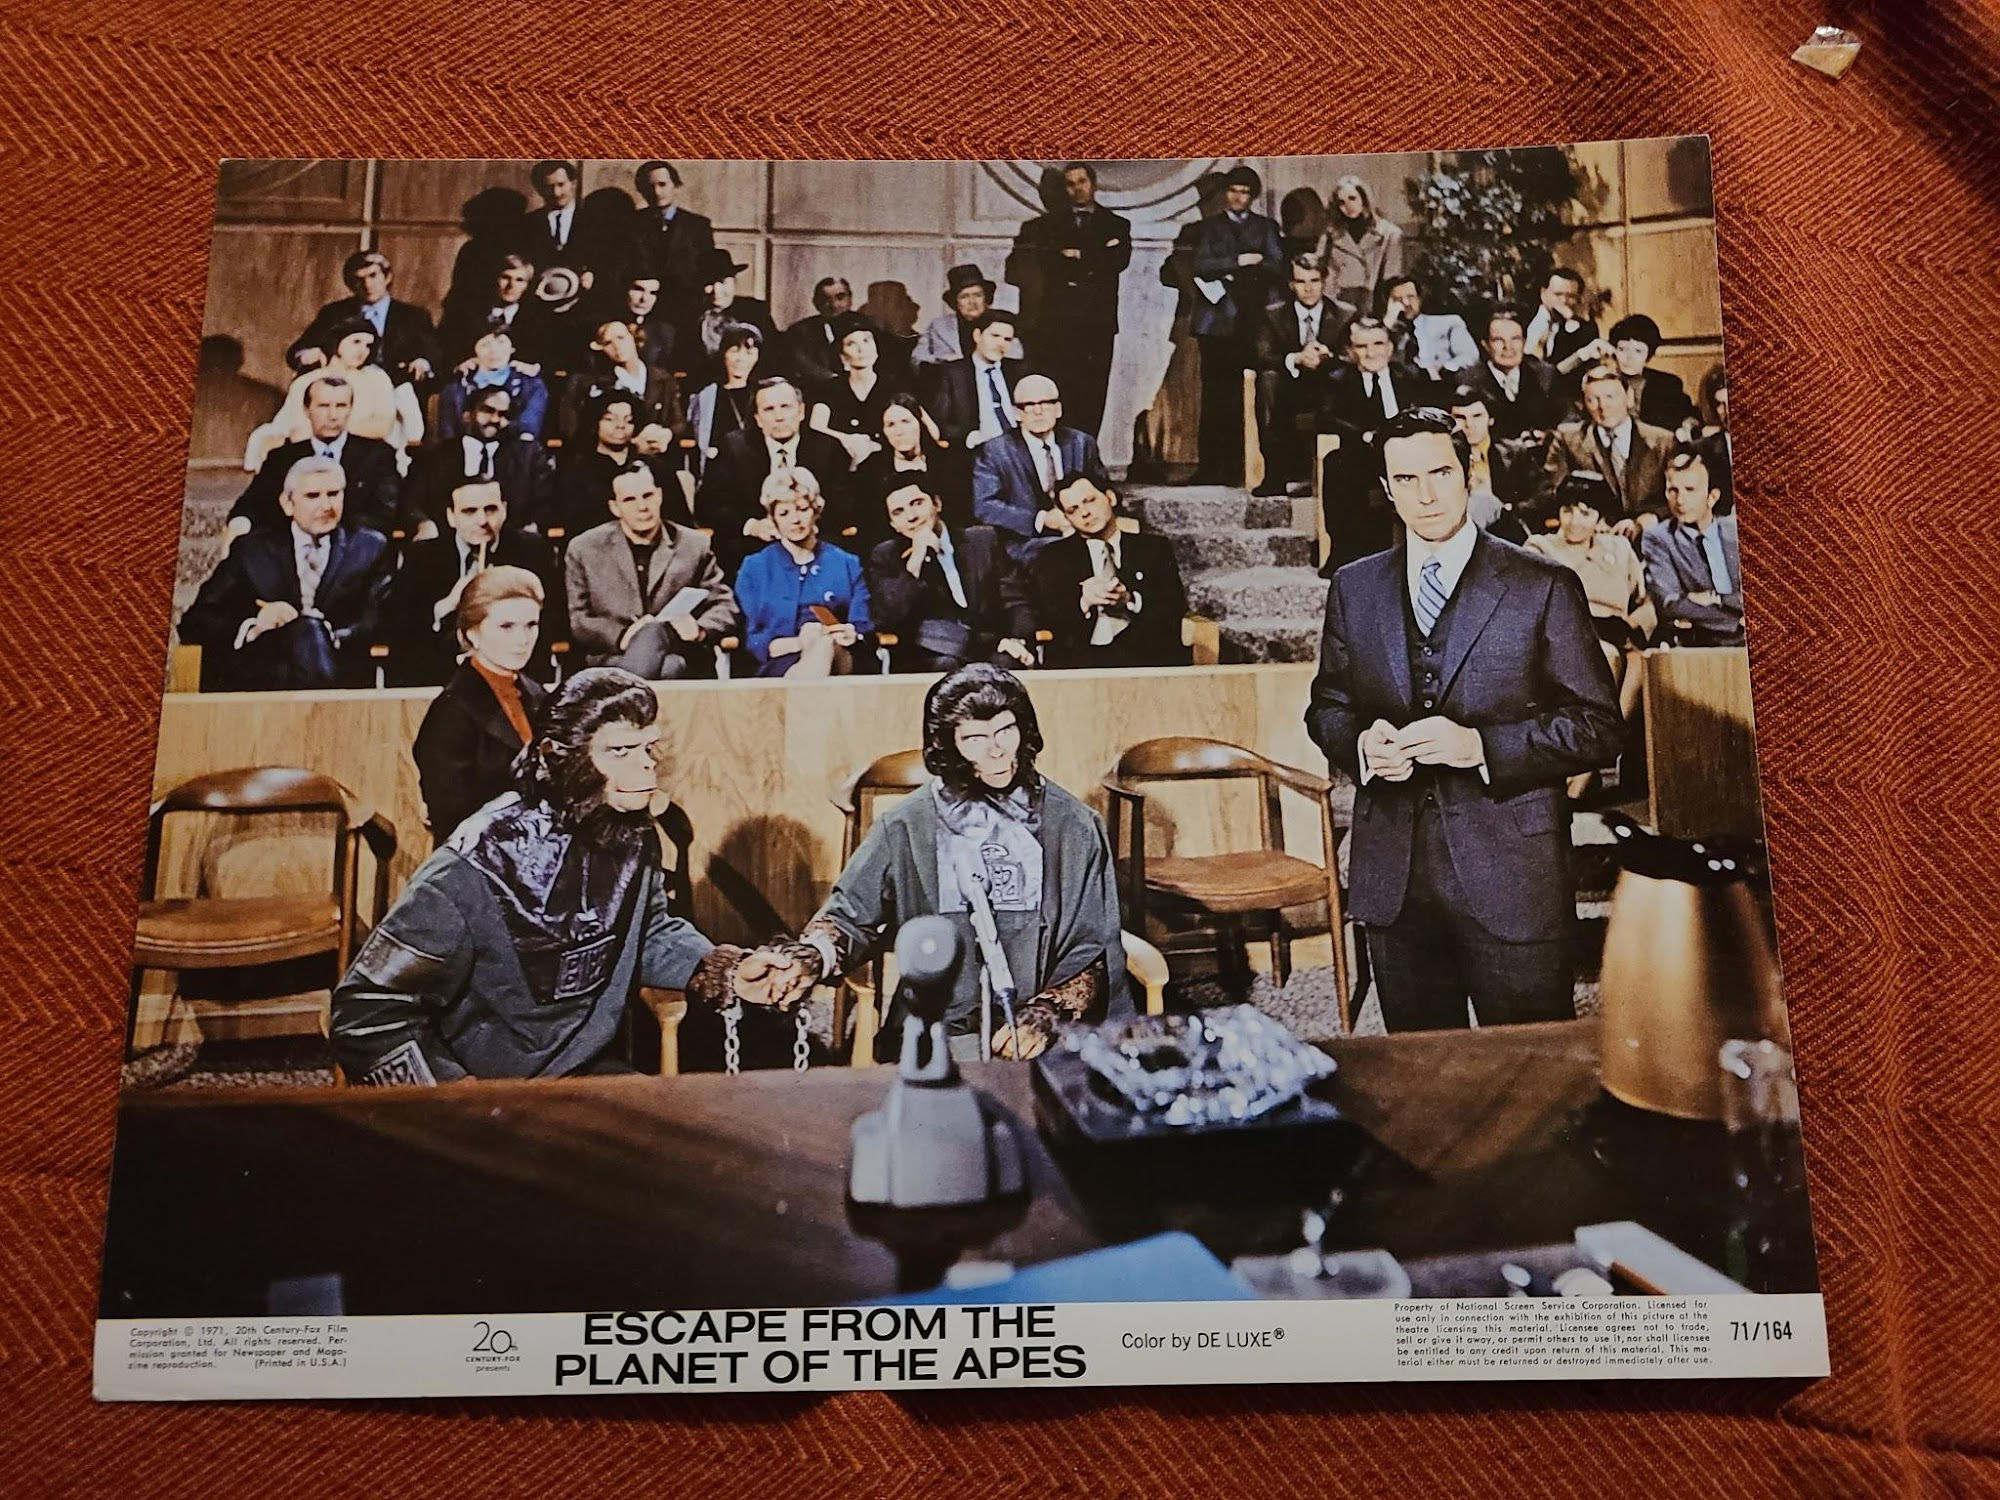 Copyright © 1971, 20th Century-Fox Film
Corporation, Ltd. All rights reserved. Per-
mission granted for Newspaper and Maga-
zine reproduction. (Printed in U.S.A.)
20th
CENTURY-FOX
presents
ESCAPE FROM THE
PLANET OF THE APES
Color by DE LUXE®
Property of National Screen Service Corporation. Licensed for
use only in connection with the exhibition of this picture at the
theatre licensing this material. Licensee agrees not to trade,
sell or give it away, or permit others to use it, nor shall licensee
be entitled to any credit upon return of this material. This ma-
terial either must be returned or destroyed immediately after use.
71/164